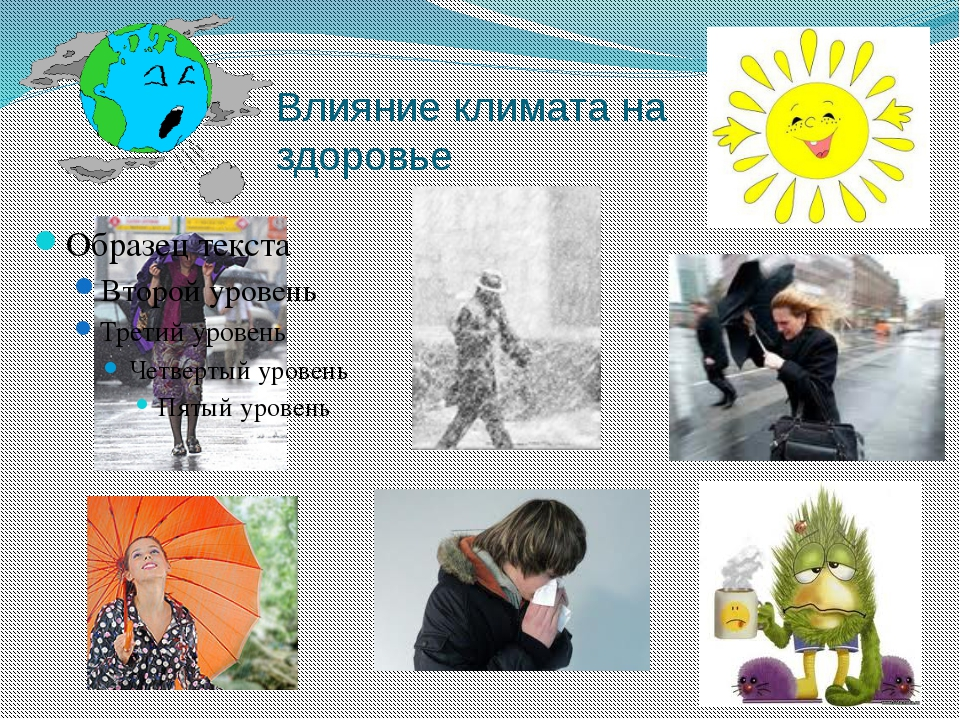 Влияние климата на
здоровье
Образец текста
Второй уровень
Третий уровень
Четвертый уровень
Пятый уровень